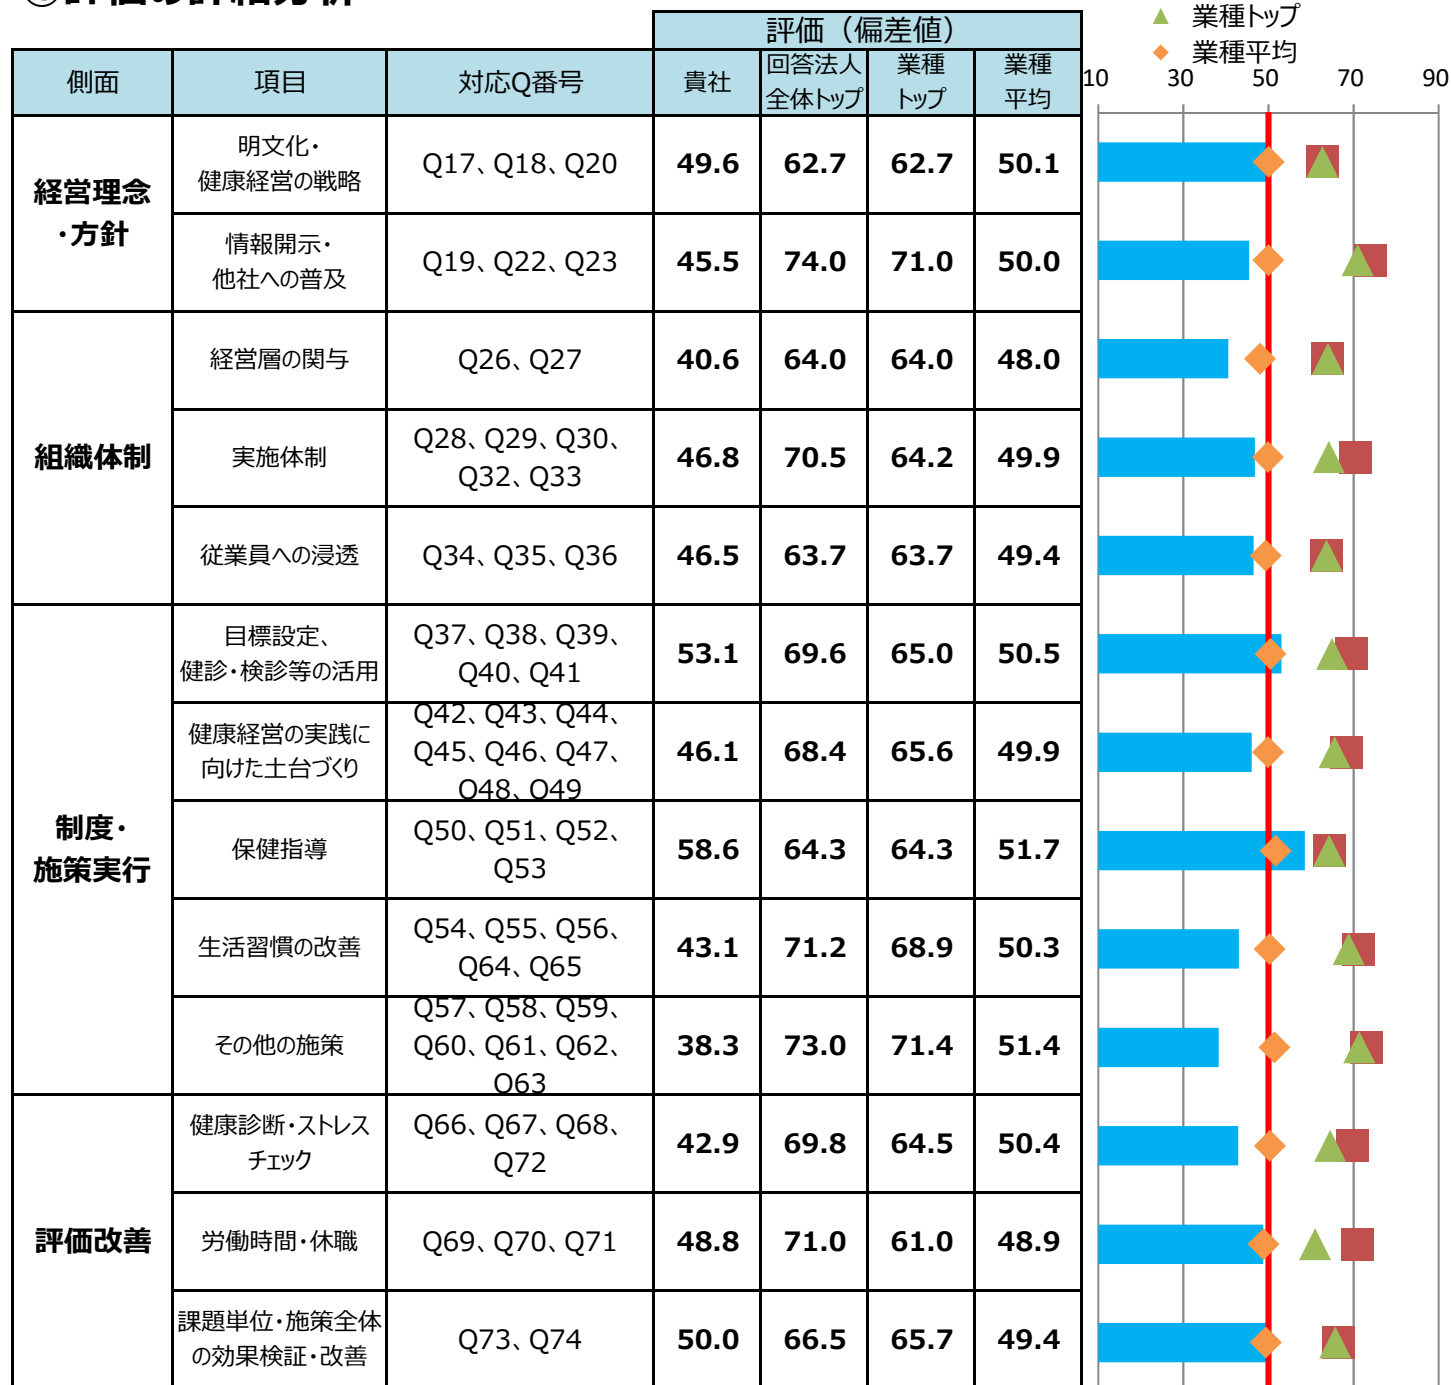 ①評価の詳細分析
▲ 業種トップ
◆ 業種平均
評価（偏差値）
側面 項目 対応Q番号 貴社 回答法人全体トップ 業種トップ 業種平均
10 30 50 70 90
経営理念・方針
明文化・
健康経営の戦略
Q17、Q18、Q20 49.6 62.7 62.7 50.1
情報開示・
他社への普及
Q19、Q22、Q23 45.5 74.0 71.0 50.0
組織体制
経営層の関与 Q26、Q27 40.6 64.0 64.0 48.0
実施体制
Q28、Q29、Q30、
Q32、Q33
46.8 70.5 64.2 49.9
従業員への浸透 Q34、Q35、Q36 46.5 63.7 63.7 49.4
制度・
施策実行
目標設定、
健診・検診等の活用
Q37、Q38、Q39、
Q40、Q41
53.1 69.6 65.0 50.5
健康経営の実践に
向けた土台づくり
Q42、Q43、Q44、
Q45、Q46、Q47、
Q48、Q49
46.1 68.4 65.6 49.9
保健指導
Q50、Q51、Q52、
Q53
58.6 64.3 64.3 51.7
生活習慣の改善
Q54、Q55、Q56、
Q64、Q65
43.1 71.2 68.9 50.3
その他の施策
Q57、Q58、Q59、
Q60、Q61、Q62、
Q63
38.3 73.0 71.4 51.4
評価改善
健康診断・ストレス
チェック
Q66、Q67、Q68、
Q72
42.9 69.8 64.5 50.4
労働時間・休職 Q69、Q70、Q71 48.8 71.0 61.0 48.9
課題単位・施策全体
の効果検証・改善
Q73、Q74 50.0 66.5 65.7 49.4